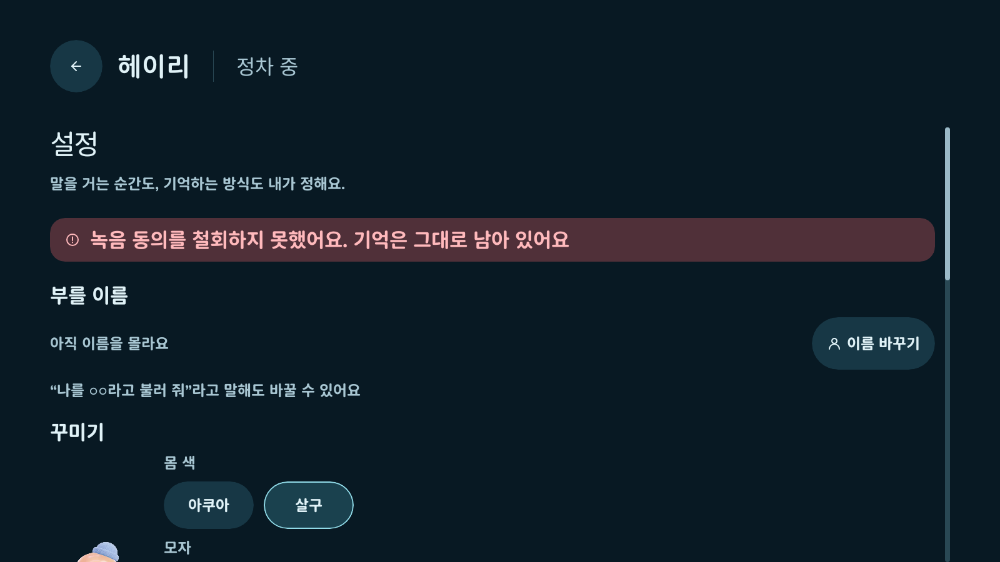 헤이리
정차 중
설정
말을 거는 순간도, 기억하는 방식도 내가 정해요.
녹음 동의를 철회하지 못했어요. 기억은 그대로 남아 있어요
부를 이름
아직 이름을 몰라요
이름 바꾸기
“나를 ○○라고 불러 줘”라고 말해도 바꿀 수 있어요
꾸미기
몸 색
아쿠아
살구
모자